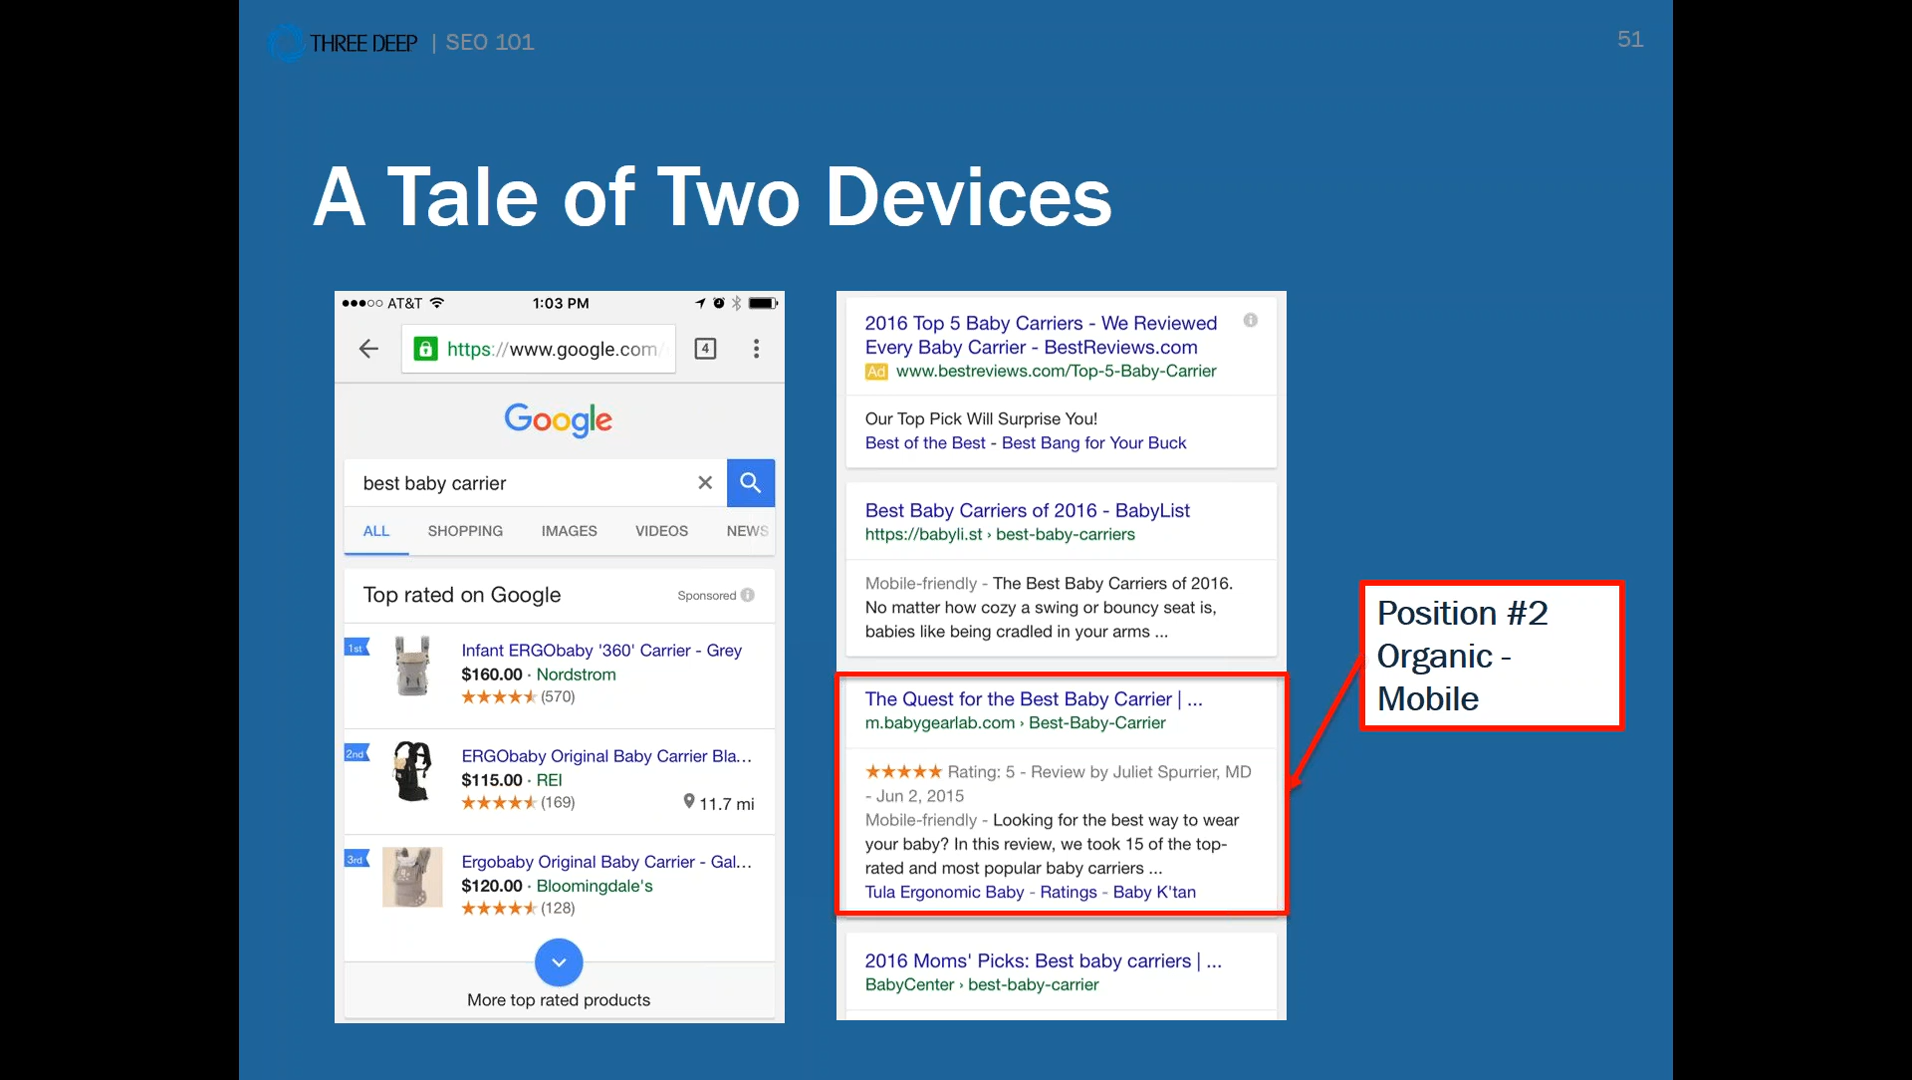 THREE DEEP | SEO 101
51
A Tale of Two Devices
AT&T
1:03 PM
https://www.google.com/
4
Google
best baby carrier
ALL SHOPPING IMAGES VIDEOS NEWS
Top rated on Google
Sponsored
1st
Infant ERGObaby '360' Carrier - Grey
$160.00 · Nordstrom
(570)
2nd
ERGObaby Original Baby Carrier Bla...
$115.00 · REI
(169)
11.7 mi
3rd
Ergobaby Original Baby Carrier - Gal...
$120.00 · Bloomingdale's
(128)
More top rated products
2016 Top 5 Baby Carriers - We Reviewed
Every Baby Carrier - BestReviews.com
Ad www.bestreviews.com/Top-5-Baby-Carrier
Our Top Pick Will Surprise You!
Best of the Best - Best Bang for Your Buck
Best Baby Carriers of 2016 - BabyList
https://babyli.st › best-baby-carriers
Mobile-friendly - The Best Baby Carriers of 2016.
No matter how cozy a swing or bouncy seat is,
babies like being cradled in your arms ...
The Quest for the Best Baby Carrier | ...
m.babygearlab.com › Best-Baby-Carrier
Rating: 5 - Review by Juliet Spurrier, MD
- Jun 2, 2015
Mobile-friendly - Looking for the best way to wear
your baby? In this review, we took 15 of the top-
rated and most popular baby carriers ...
Tula Ergonomic Baby - Ratings - Baby K'tan
2016 Moms' Picks: Best baby carriers | ...
BabyCenter › best-baby-carrier
Position #2
Organic -
Mobile